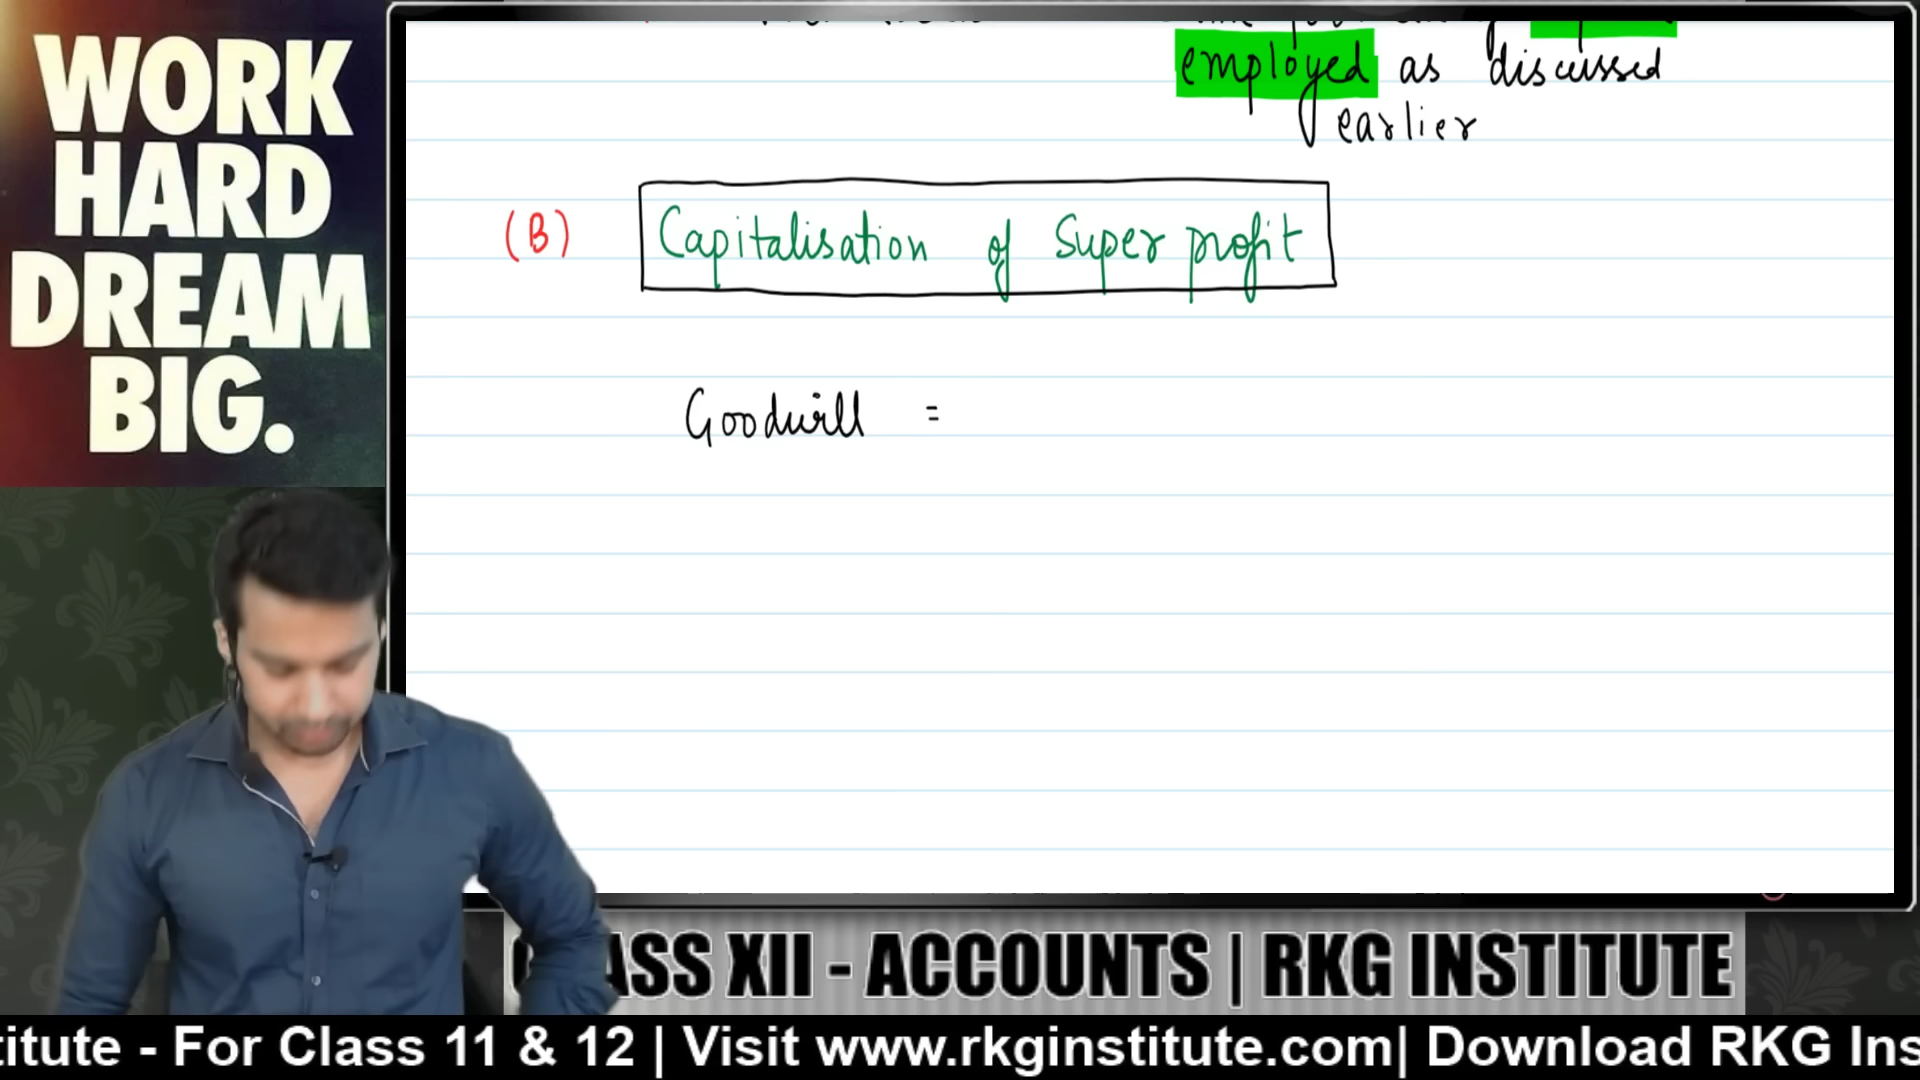 WORK
HARD
DREAM
BIG.
employed as discussed
earlier
(B) Capitalisation of Super profit
Goodwill =
CLASS XII - ACCOUNTS | RKG INSTITUTE
titute - For Class 11 & 12 | Visit www.rkginstitute.com| Download RKG Ins